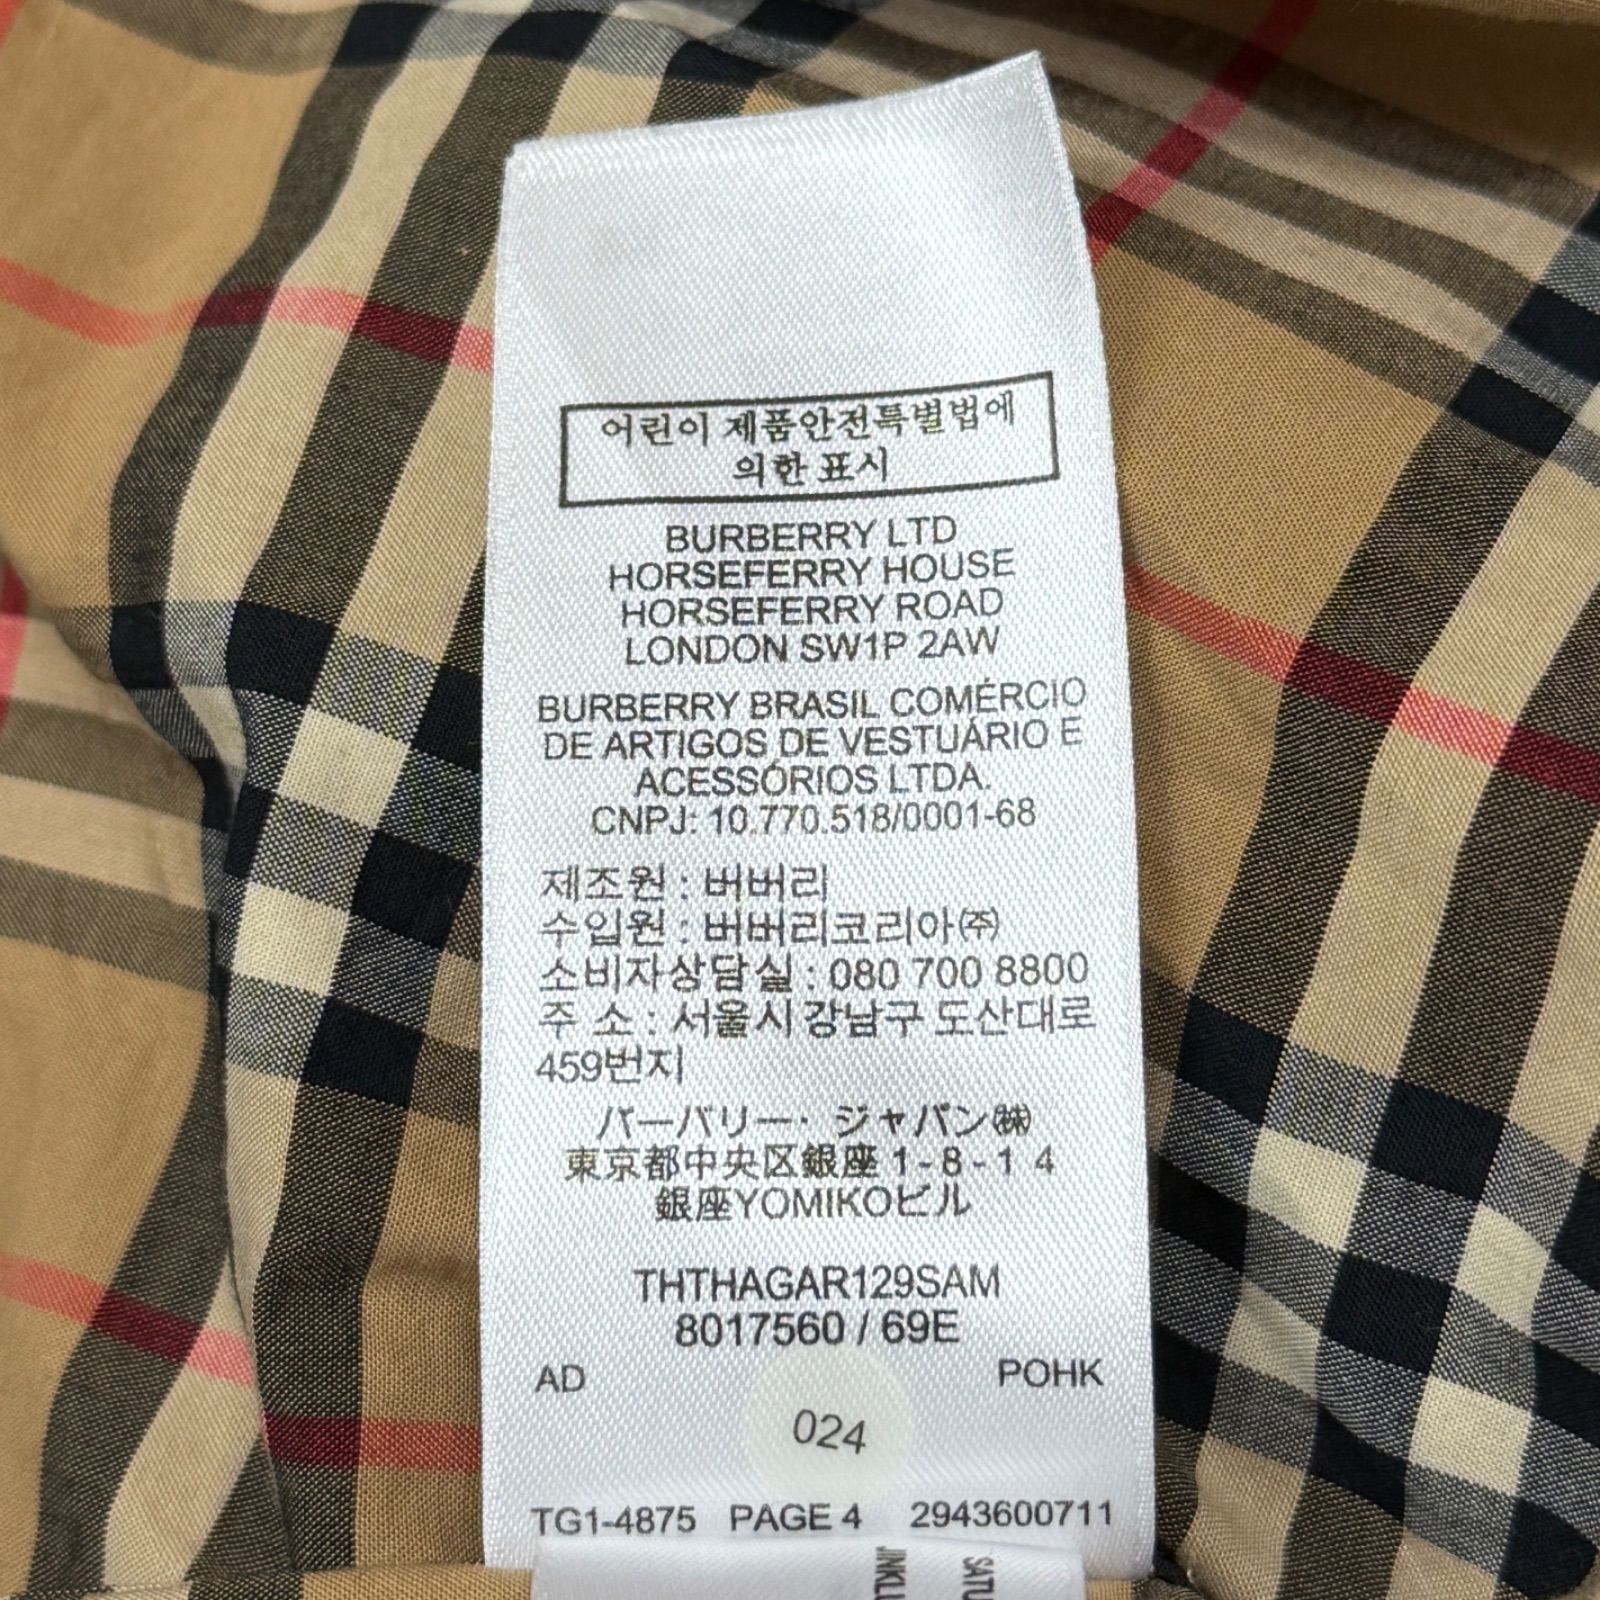 어린이 제품안전특별법에
의한 표시
BURBERRY LTD
HORSEFERRY HOUSE
HORSEFERRY ROAD
LONDON SW1P 2AW
BURBERRY BRASIL COMÉRCIO
DE ARTIGOS DE VESTUÁRIO E
ACESSÓRIOS LTDA.
CNPJ: 10.770.518/0001-68
제조원 : 버버리
수입원 : 버버리코리아㈜
소비자상담실 : 080 700 8800
주 소 : 서울시 강남구 도산대로
459번지
バーバリー・ジャパン㈱
東京都中央区銀座 1-8-14
銀座YOMIKOビル
THTHAGAR129SAM
8017560 / 69E
AD POHK
024
TG1-4875 PAGE 4 2943600711